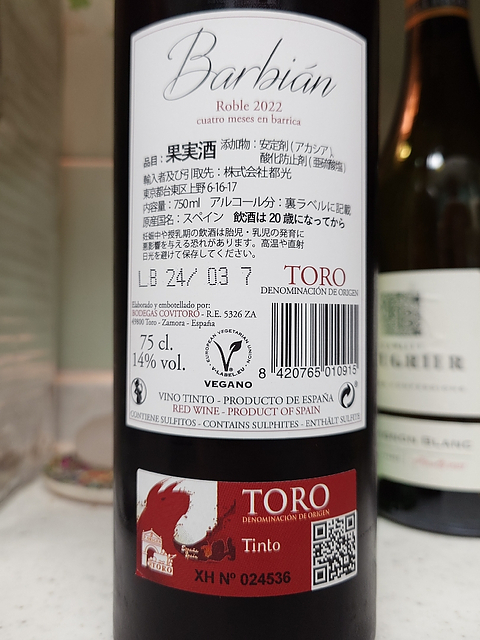 Barbián
Roble 2022
cuatro meses en barrica
品目：果実酒 添加物：安定剤（アカシア）、
酸化防止剤（亜硫酸塩）
輸入者及び引取先：株式会社都光
東京都台東区上野6-16-17
内容量：750ml アルコール分：裏ラベルに記載
原産国名：スペイン 飲酒は20歳になってから
妊娠中や授乳期の飲酒は胎児・乳児の発育に
悪影響を与える恐れがあります。高温や直射
日光を避けて保存してください。
LB 24/ 03 7
TORO
DENOMINACIÓN DE ORIGEN
Elaborado y embotellado por:
BODEGAS COVITORO - R.E. 5326 ZA
49800 Toro - Zamora - España
75 cl.
14% vol.
EUROPEAN VEGETARIAN UNION
V-LABEL.EU
VEGANO
8 420765 010915
VINO TINTO - PRODUCTO DE ESPAÑA
RED WINE - PRODUCT OF SPAIN
CONTIENE SULFITOS - CONTAINS SULPHITES - ENTHÄLT SULFITE
TORO
DENOMINACIÓN DE ORIGEN
Tinto
TORO
XH Nº 024536